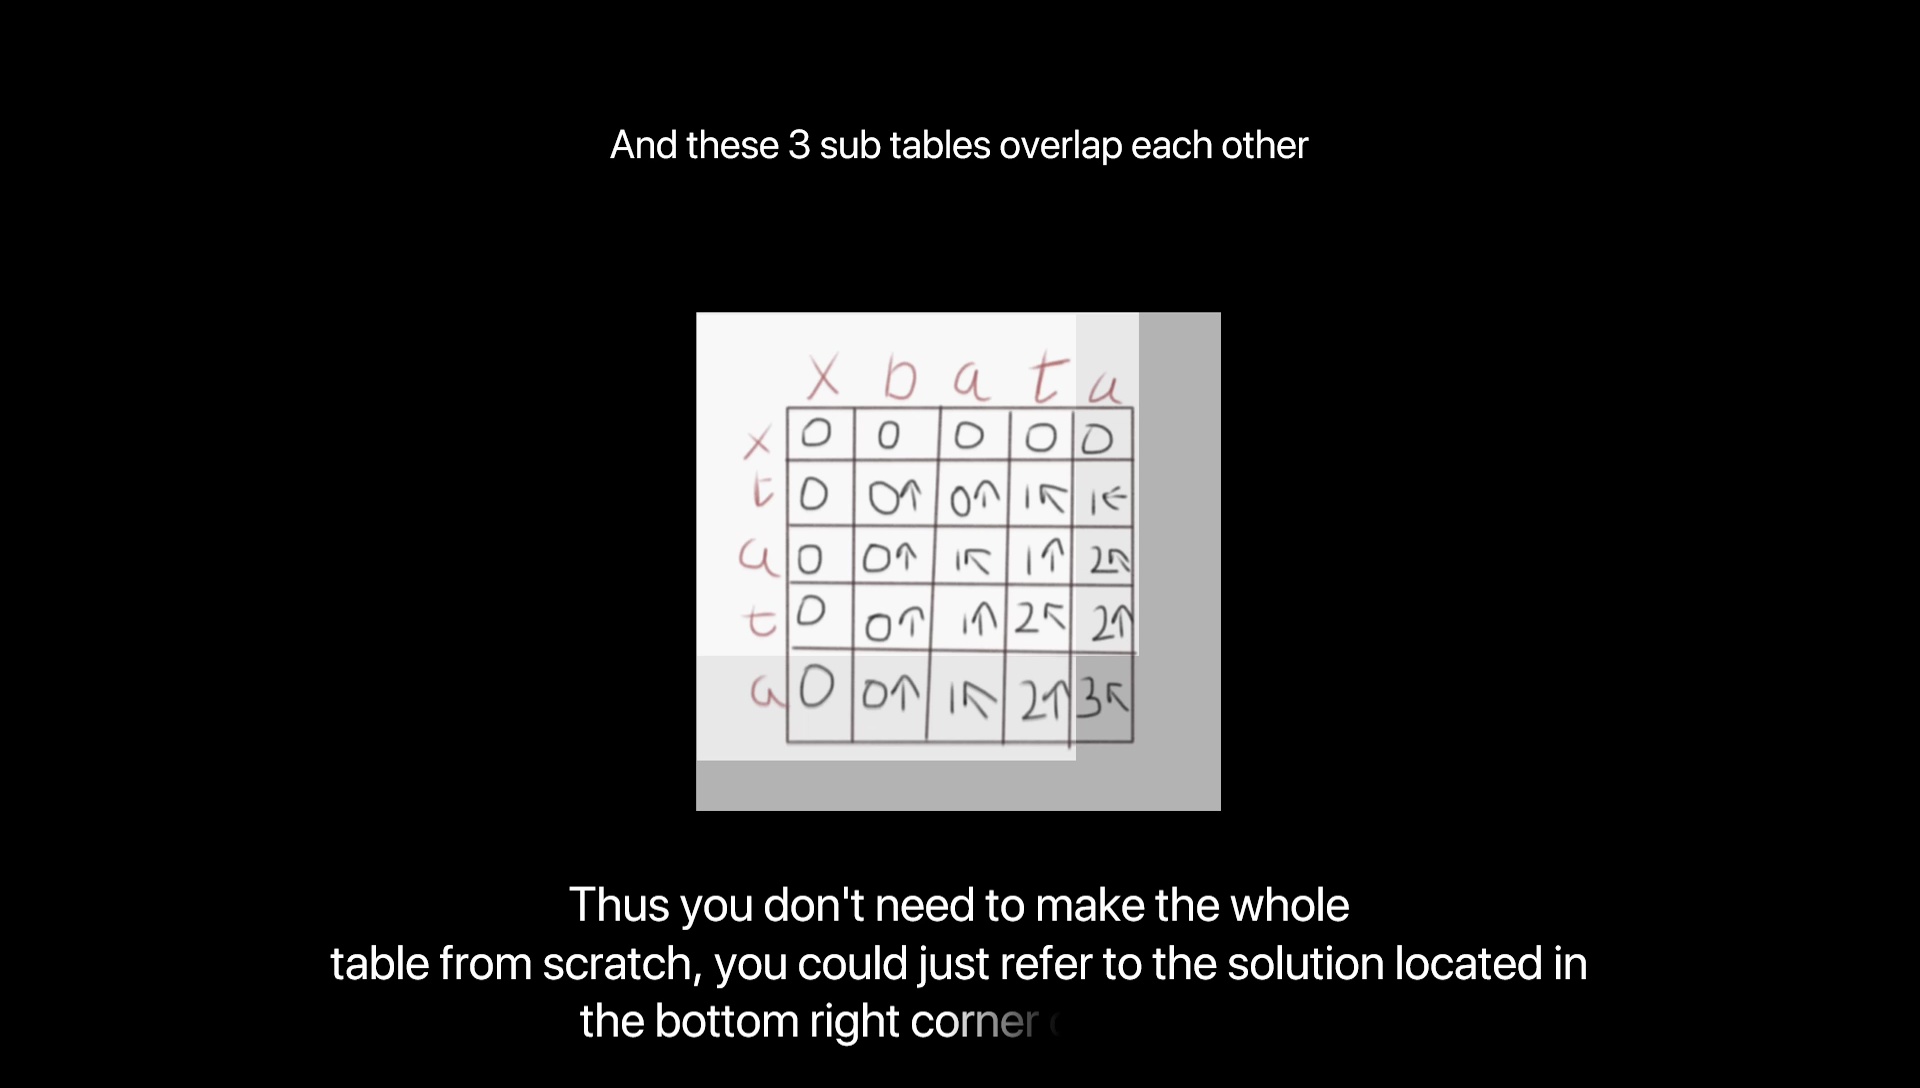 And these 3 sub tables overlap each other
x b a t a
x 0 0 0 0 0
t 0 0↑ 0↑ 1↖ 1←
a 0 0↑ 1↖ 1↑ 2↖
t 0 0↑ 1↑ 2↖ 2↑
a 0 0↑ 1↖ 2↑ 3↖
Thus you don't need to make the whole
table from scratch, you could just refer to the solution located in
the bottom right corner